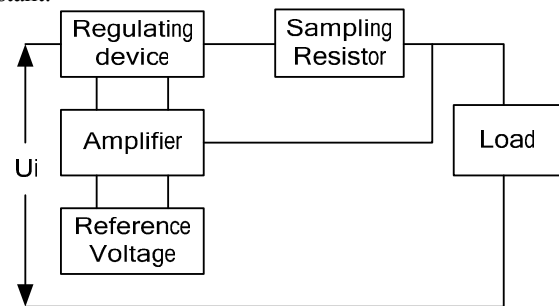 Regulating
device
Sampling
Resistor
Amplifier
Load
Ui
Reference
Voltage